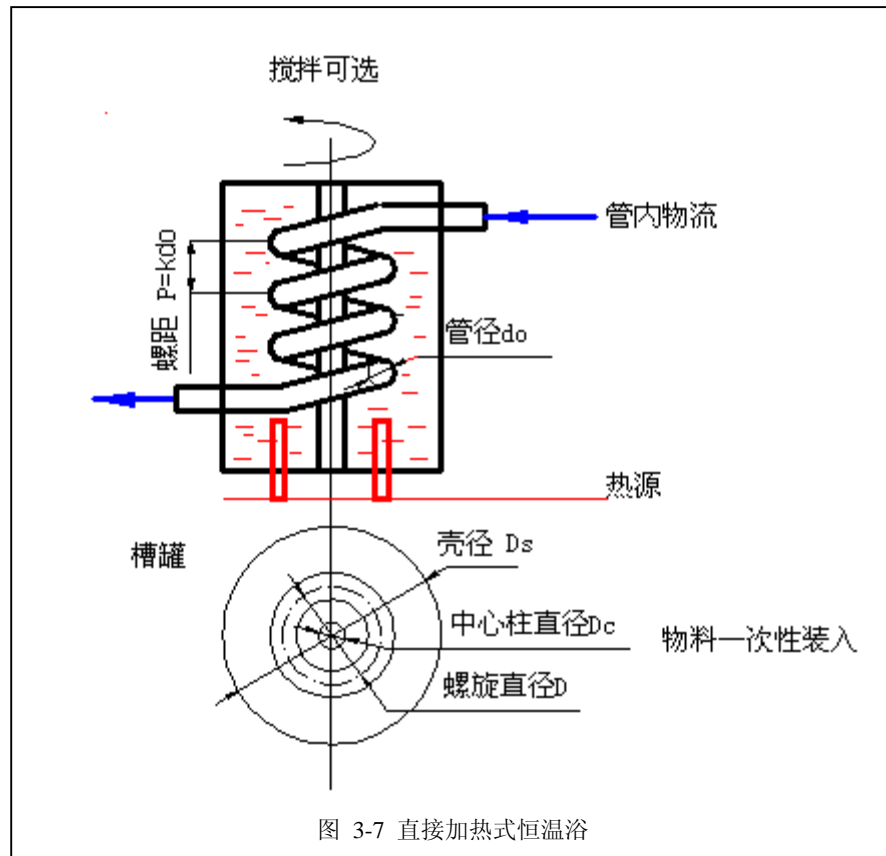 搅拌可选
管内物流
螺距 P=kdo
管径do
热源
槽罐
壳径 Ds
中心柱直径Dc
物料一次性装入
螺旋直径D
图 3-7 直接加热式恒温浴